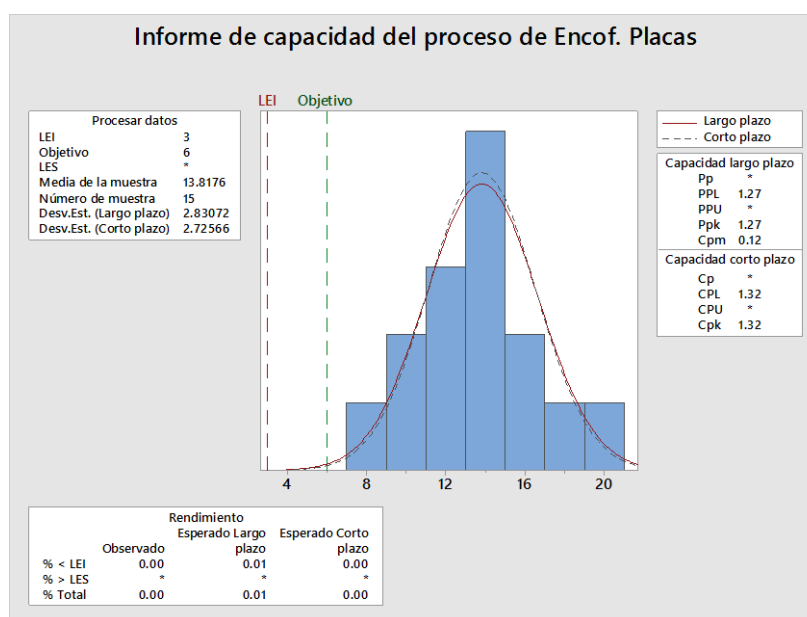 Informe de capacidad del proceso de Encof. Placas
LEI Objetivo
Procesar datos
LEI 3
Objetivo 6
LES *
Media de la muestra 13.8176
Número de muestra 15
Desv.Est. (Largo plazo) 2.83072
Desv.Est. (Corto plazo) 2.72566
Largo plazo
Corto plazo
Capacidad largo plazo
Pp *
PPL 1.27
PPU *
Ppk 1.27
Cpm 0.12
Capacidad corto plazo
Cp *
CPL 1.32
CPU *
Cpk 1.32
4 8 12 16 20
Rendimiento
Esperado Largo Esperado Corto
Observado plazo plazo
% < LEI 0.00 0.01 0.00
% > LES * * *
% Total 0.00 0.01 0.00